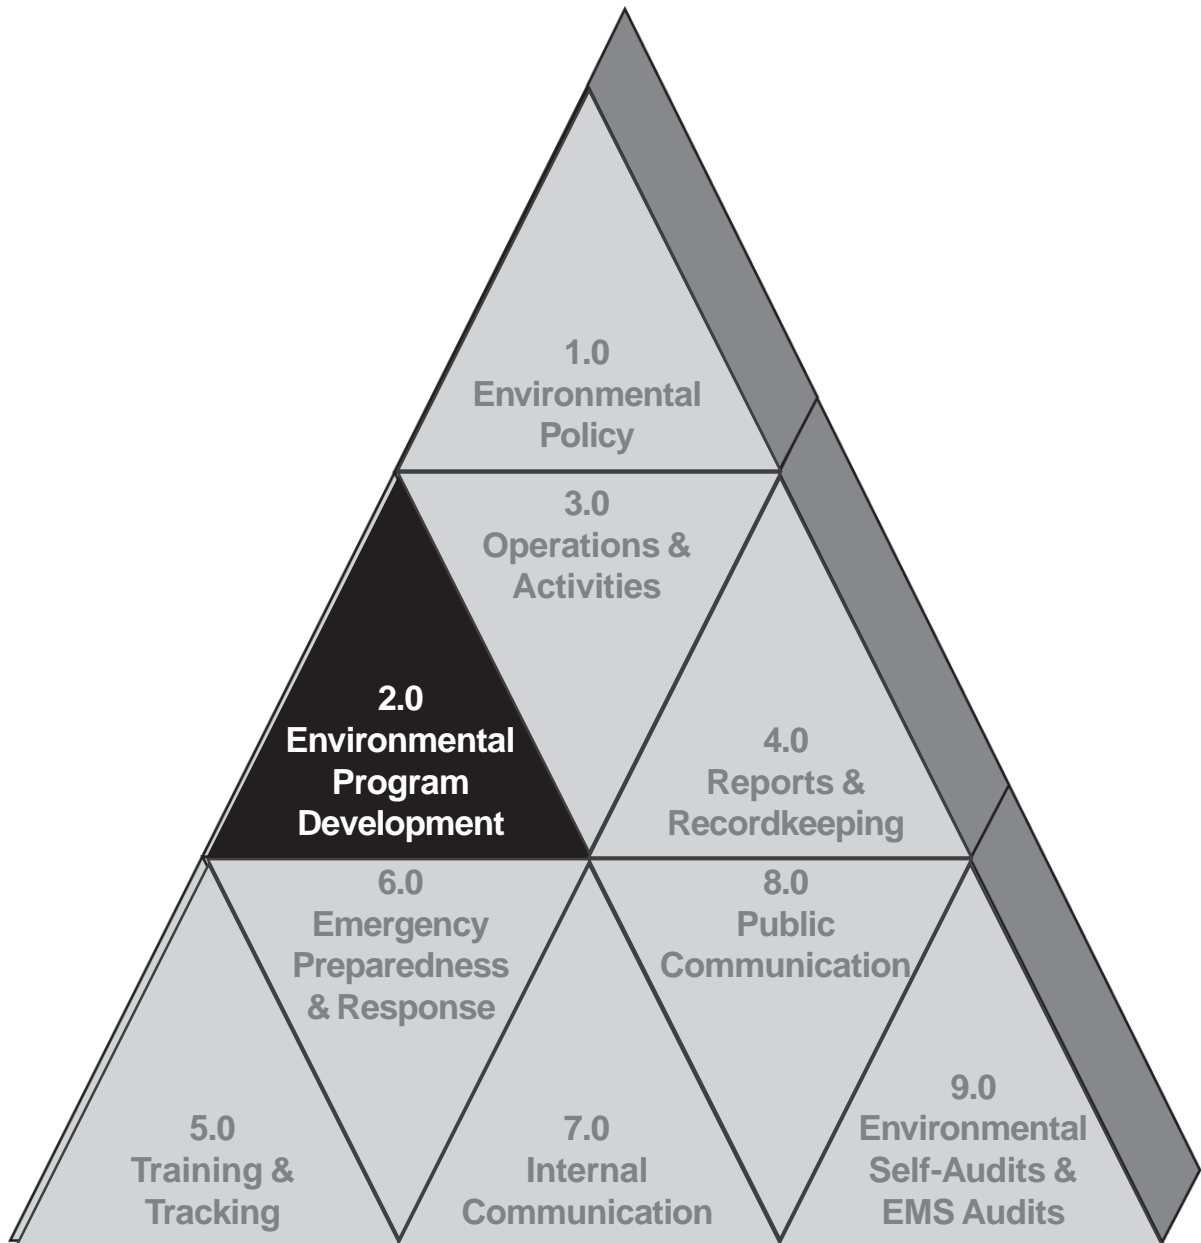 1.0
Environmental
Policy
3.0
Operations &
Activities
2.0
Environmental
Program
Development
4.0
Reports &
Recordkeeping
6.0
Emergency
Preparedness
& Response
8.0
Public
Communication
5.0
Training &
Tracking
7.0
Internal
Communication
9.0
Environmental
Self-Audits &
EMS Audits